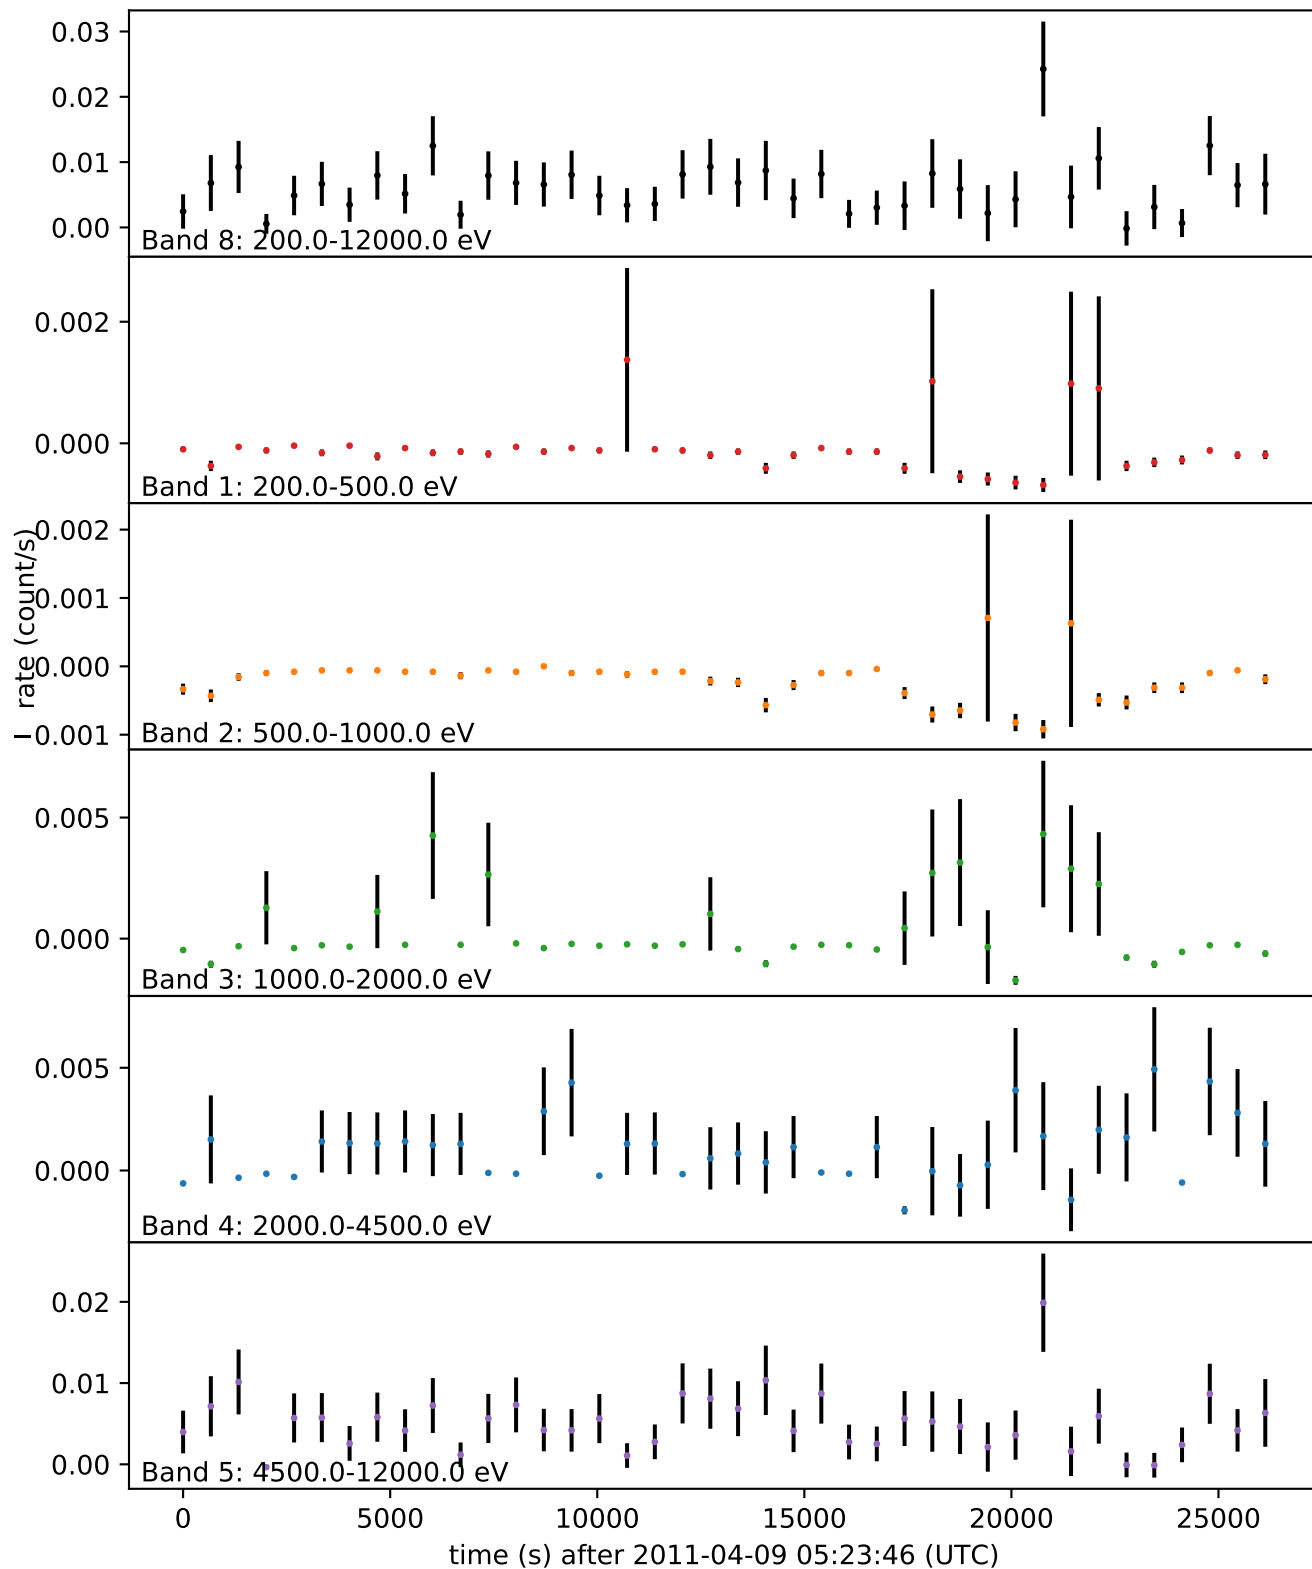 0.03
0.02
0.01
0.00
Band 8: 200.0-12000.0 eV
0.002
0.000
Band 1: 200.0-500.0 eV
rate (count/s)
0.002
0.001
0.000
−0.001
Band 2: 500.0-1000.0 eV
0.005
0.000
Band 3: 1000.0-2000.0 eV
0.005
0.000
Band 4: 2000.0-4500.0 eV
0.02
0.01
0.00
Band 5: 4500.0-12000.0 eV
0 5000 10000 15000 20000 25000
time (s) after 2011-04-09 05:23:46 (UTC)